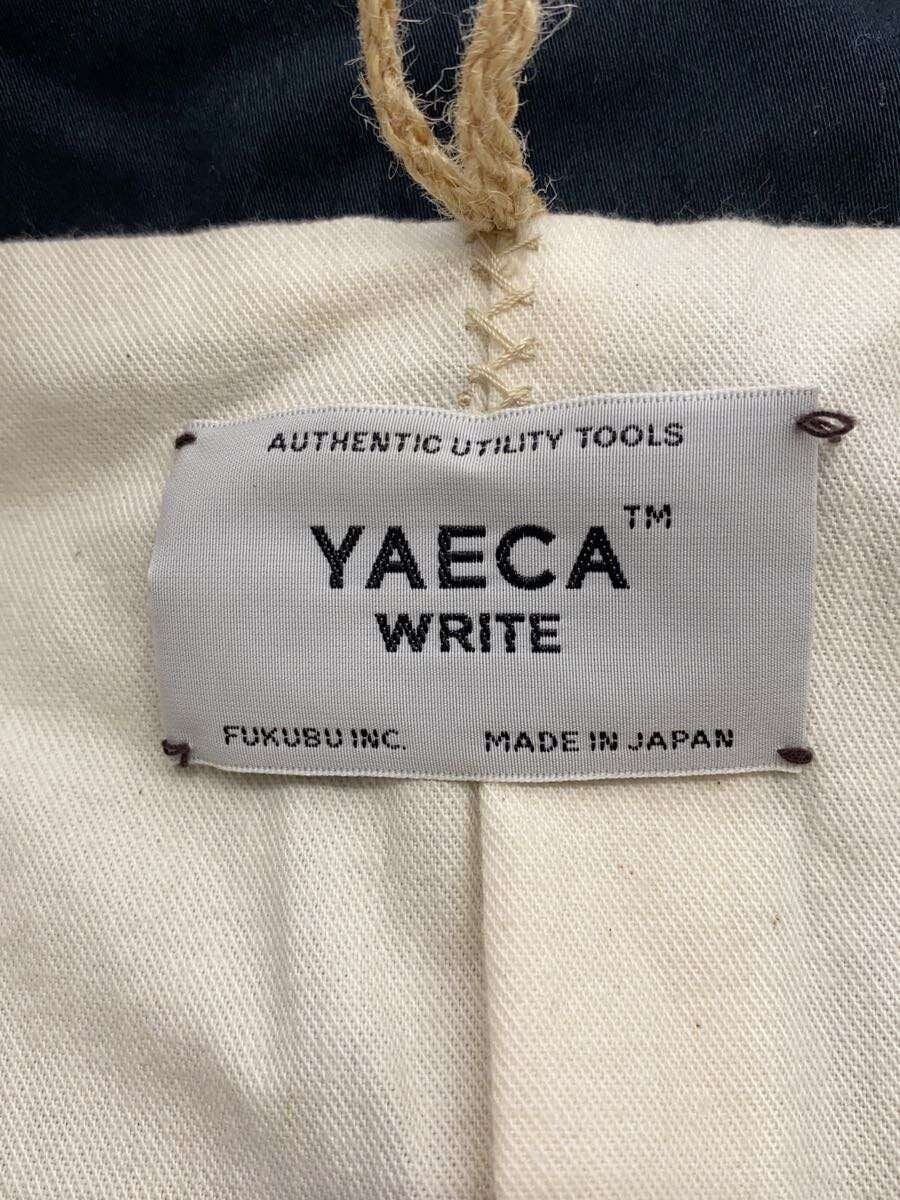 AUTHENTIC UTILITY TOOLS
YAECA™
WRITE
FUKUBU INC. MADE IN JAPAN